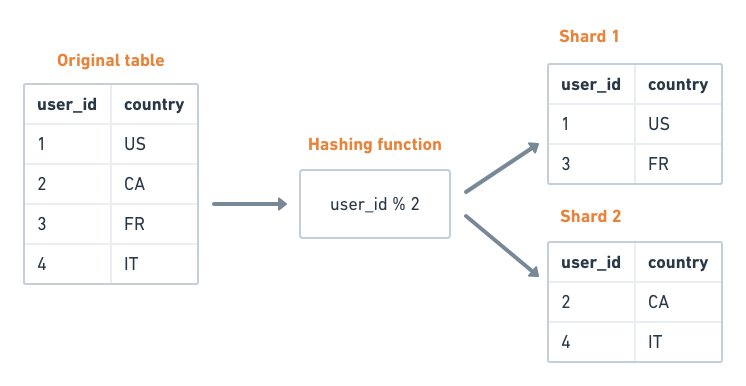 Original table
user_id country
1 US
2 CA
3 FR
4 IT
Hashing function
user_id % 2
Shard 1
user_id country
1 US
3 FR
Shard 2
user_id country
2 CA
4 IT